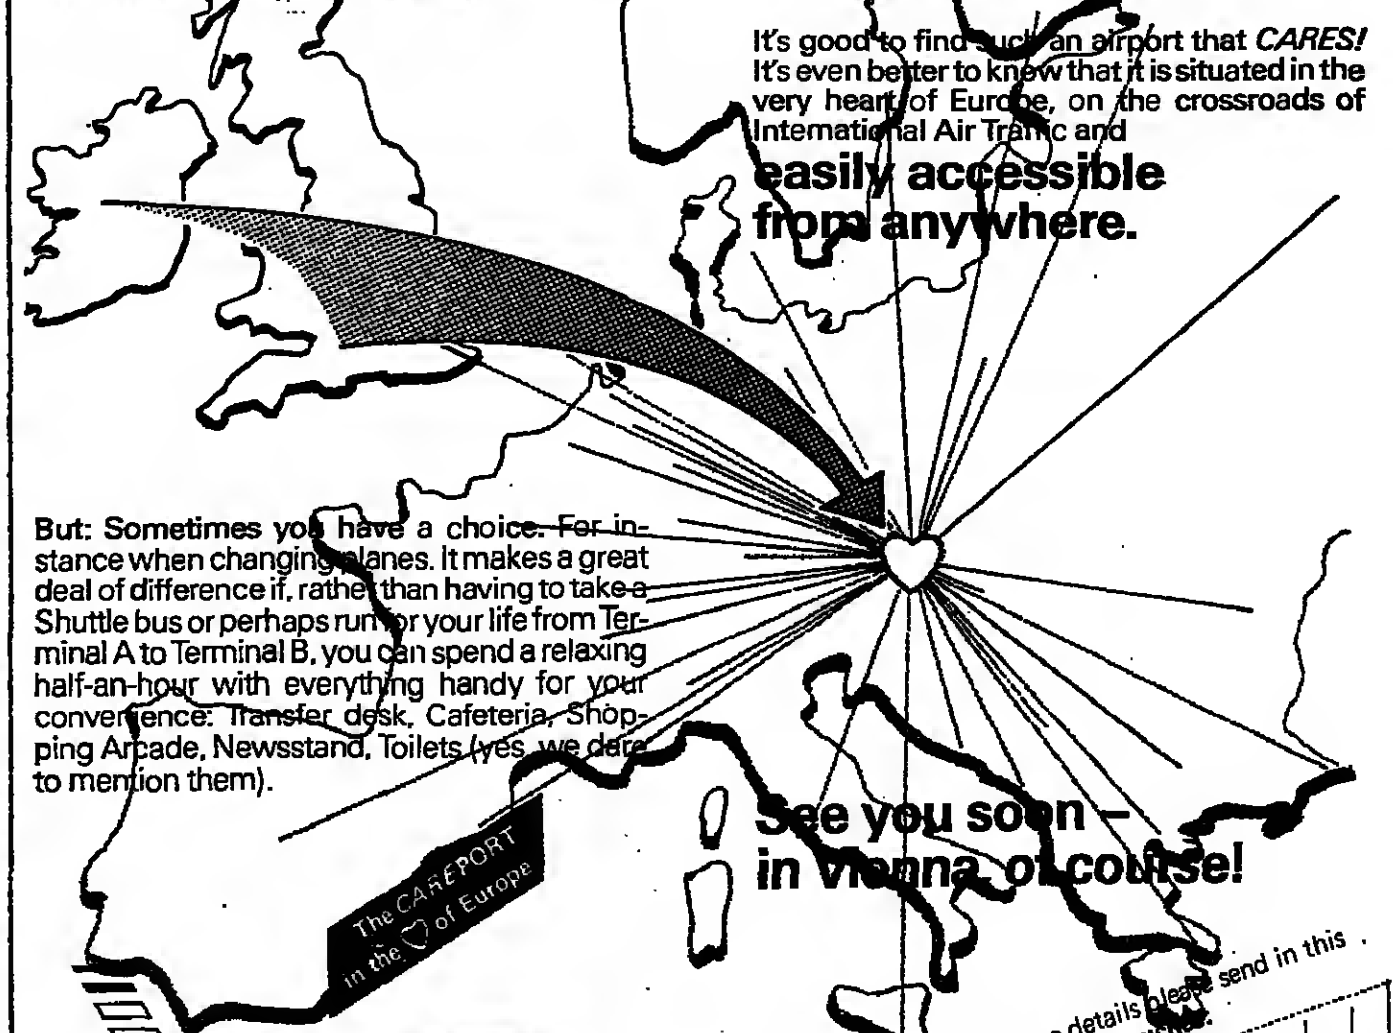 It's good to find such an airport that CARES!
It's even better to know that it is situated in the
very heart of Europe, on the crossroads of
International Air Traffic and
easily accessible
from anywhere.
But: Sometimes you have a choice. For in-
stance when changing planes. It makes a great
deal of difference if, rather than having to take a
Shuttle bus or perhaps run for your life from Ter-
minal A to Terminal B, you can spend a relaxing
half-an-hour with everything handy for your
convenience: Transfer desk, Cafeteria, Shop-
ping Arcade, Newsstand, Toilets (yes, we dare
to mention them).
See you soon –
in Vienna, of course!
The CAREPORT
in the of Europe
details please send in this